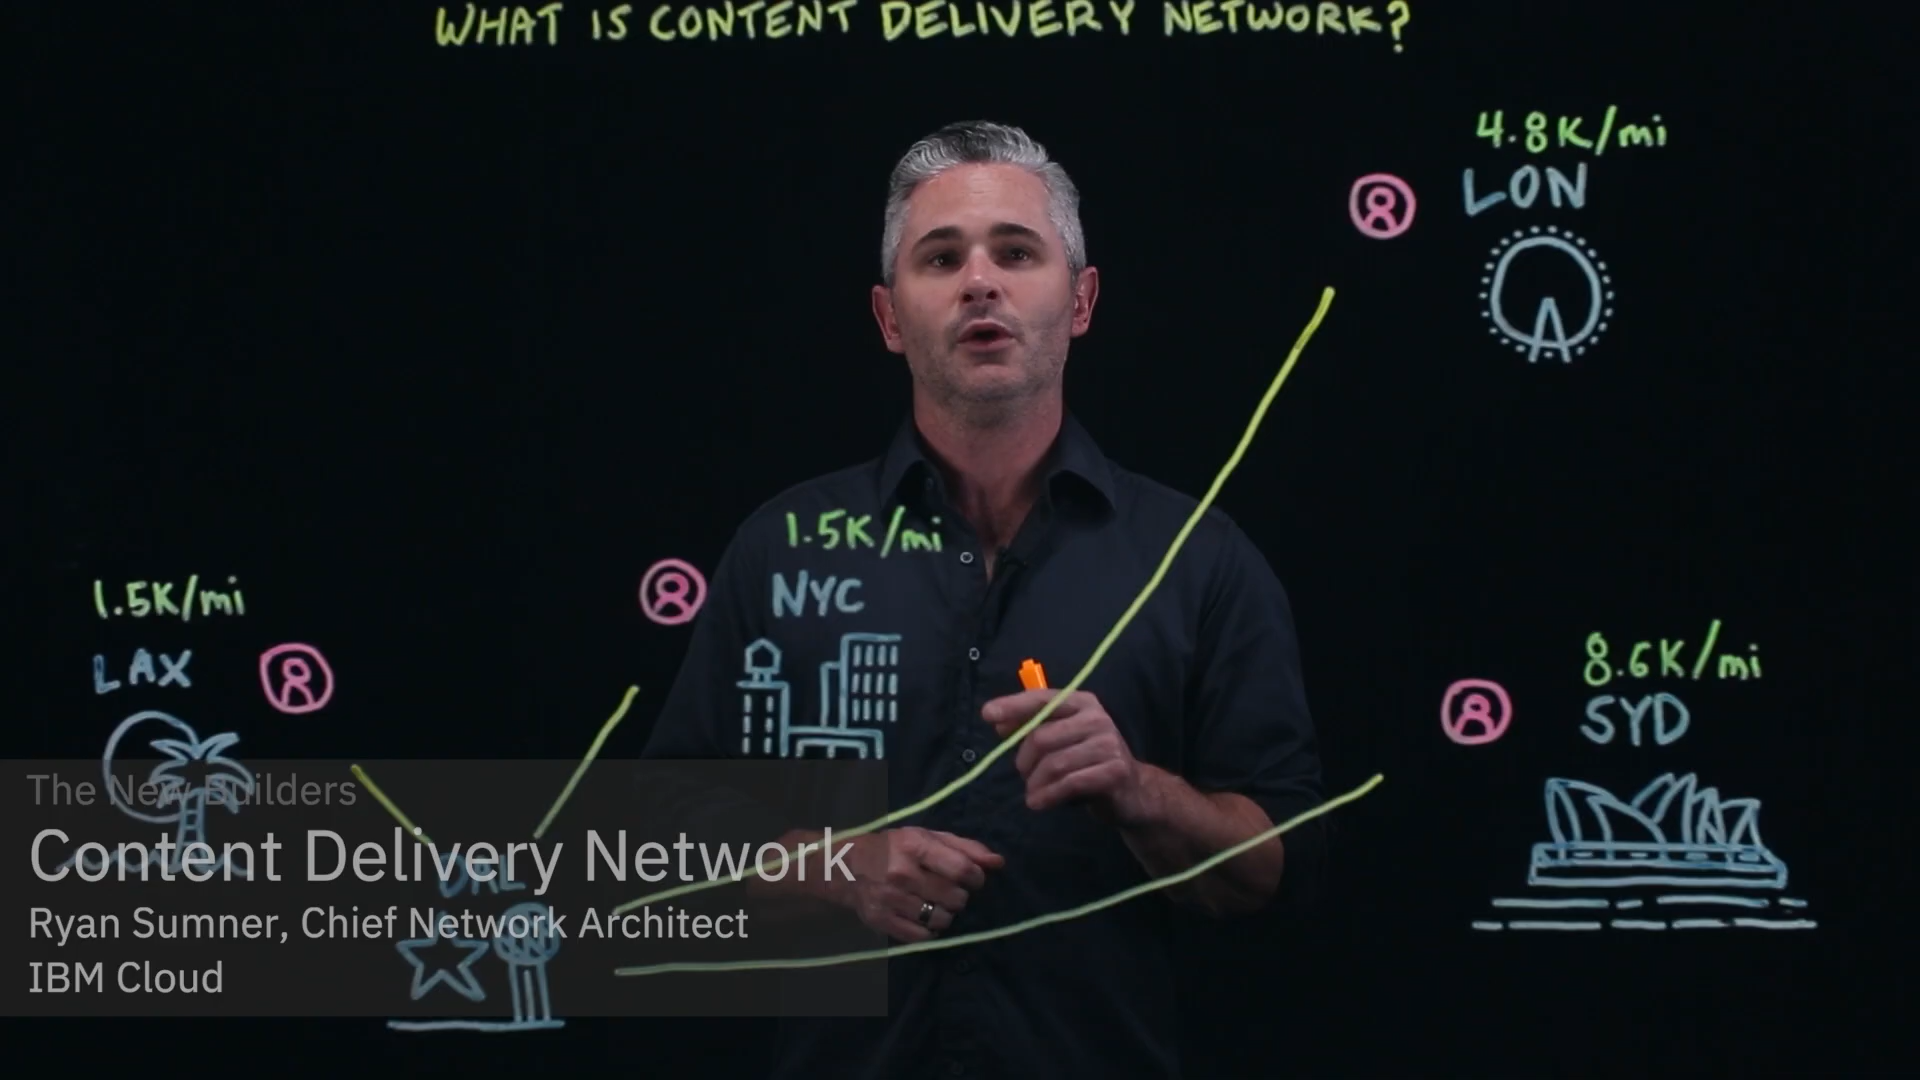 WHAT IS CONTENT DELIVERY NETWORK?
4.8K/mi
LON
1.5K/mi
NYC
1.5K/mi
LAX
8.6K/mi
SYD
The New Builders
Content Delivery Network
DAL
Ryan Sumner, Chief Network Architect
IBM Cloud